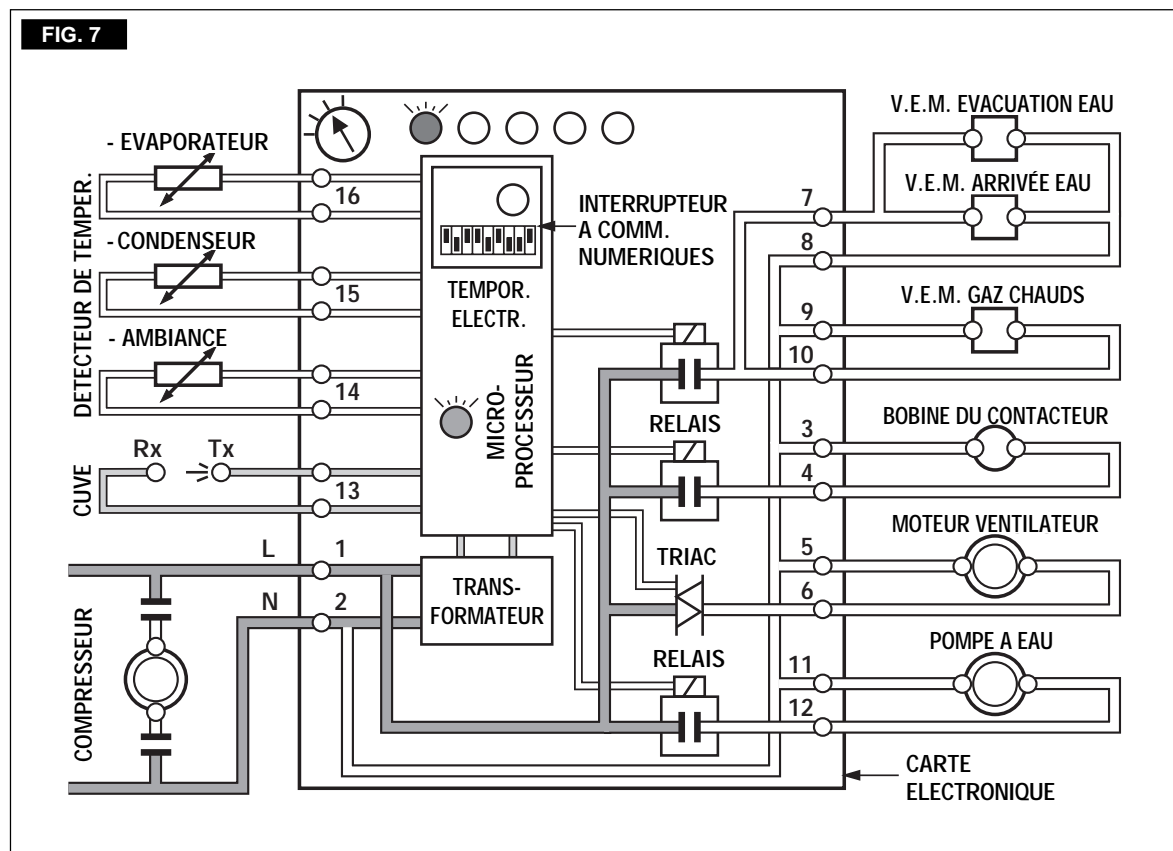 FIG. 7
DETECTEUR DE TEMPER.
- EVAPORATEUR
16
- CONDENSEUR
15
- AMBIANCE
14
CUVE
Rx
Tx
13
L
1
N
2
COMPRESSEUR
INTERRUPTEUR
A COMM.
NUMERIQUES
TEMPOR.
ELECTR.
MICRO-
PROCESSEUR
TRANS-
FORMATEUR
RELAIS
TRIAC
RELAIS
V.E.M. EVACUATION EAU
V.E.M. ARRIVÉE EAU
7
8
V.E.M. GAZ CHAUDS
9
10
BOBINE DU CONTACTEUR
3
4
MOTEUR VENTILATEUR
5
6
POMPE A EAU
11
12
CARTE
ELECTRONIQUE